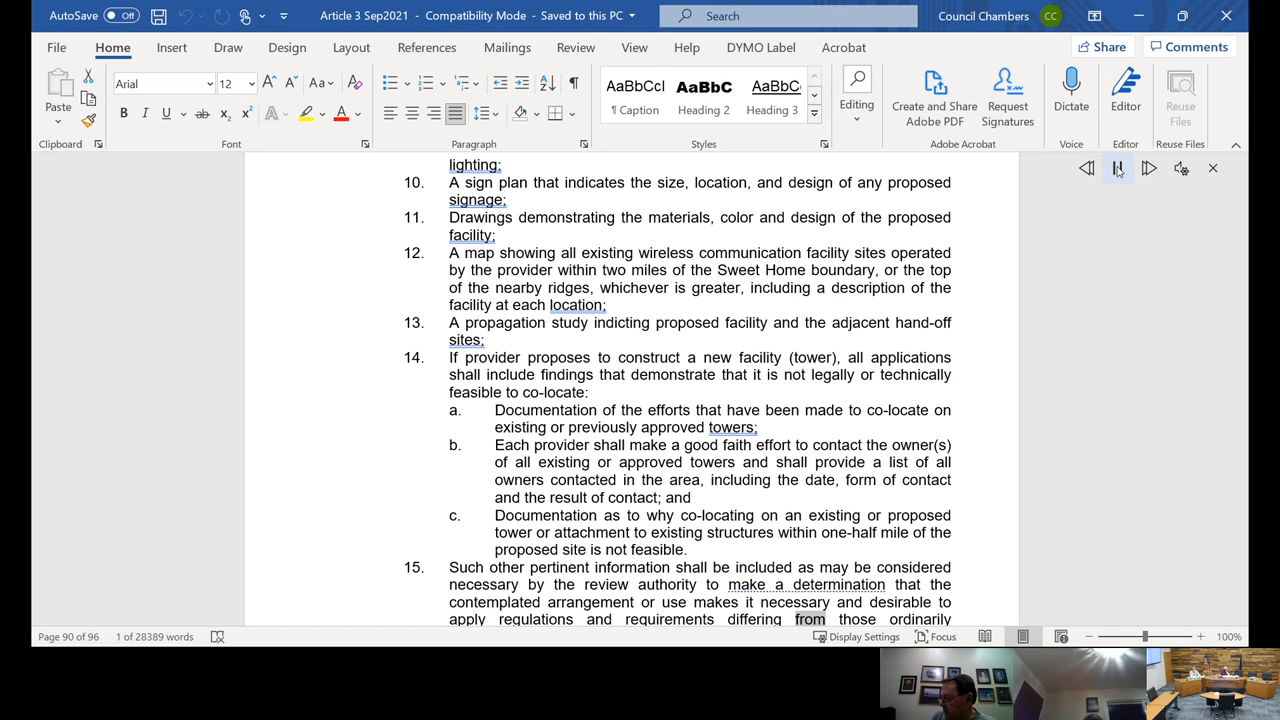 AutoSave Off Article 3 Sep2021 - Compatibility Mode - Saved to this PC Search Council Chambers CC
File Home Insert Draw Design Layout References Mailings Review View Help DYMO Label Acrobat Share Comments
Paste Arial 12 AaBbCcI AaBbC AaBbC Editing Create and Share Adobe PDF Request Signatures Dictate Editor Reuse Files
¶ Caption Heading 2 Heading 3
Clipboard Font Paragraph Styles Adobe Acrobat Voice Editor Reuse Files
lighting;
10. A sign plan that indicates the size, location, and design of any proposed
signage;
11. Drawings demonstrating the materials, color and design of the proposed
facility;
12. A map showing all existing wireless communication facility sites operated
by the provider within two miles of the Sweet Home boundary, or the top
of the nearby ridges, whichever is greater, including a description of the
facility at each location;
13. A propagation study indicting proposed facility and the adjacent hand-off
sites;
14. If provider proposes to construct a new facility (tower), all applications
shall include findings that demonstrate that it is not legally or technically
feasible to co-locate:
a. Documentation of the efforts that have been made to co-locate on
existing or previously approved towers;
b. Each provider shall make a good faith effort to contact the owner(s)
of all existing or approved towers and shall provide a list of all
owners contacted in the area, including the date, form of contact
and the result of contact; and
c. Documentation as to why co-locating on an existing or proposed
tower or attachment to existing structures within one-half mile of the
proposed site is not feasible.
15. Such other pertinent information shall be included as may be considered
necessary by the review authority to make a determination that the
contemplated arrangement or use makes it necessary and desirable to
apply regulations and requirements differing from those ordinarily
Page 90 of 96 1 of 28389 words Display Settings Focus 100%